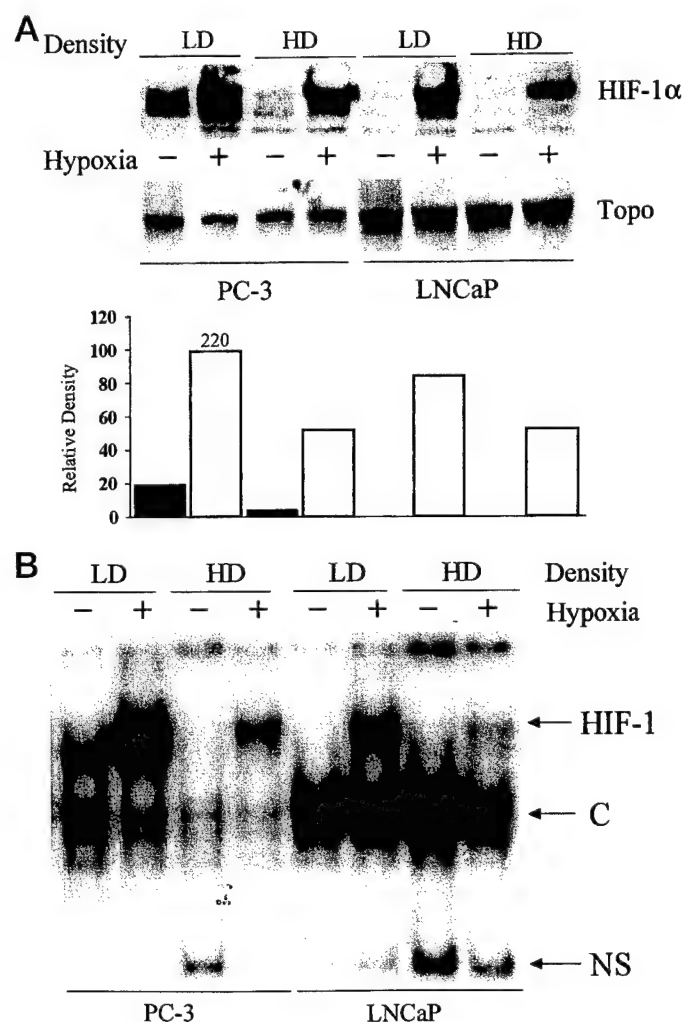 A
Density LD HD LD HD
HIF-1α
Hypoxia − + − + − + − +
Topo
PC-3 LNCaP
120
100
80
60
40
20
0
Relative Density
220
B
LD HD LD HD Density
− + − + − + − + Hypoxia
HIF-1
C
NS
PC-3 LNCaP